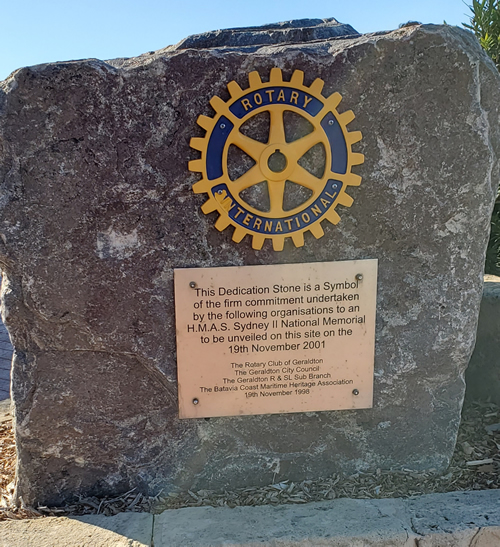 ROTARY
INTERNATIONAL
This Dedication Stone is a Symbol
of the firm commitment undertaken
by the following organisations to an
H.M.A.S. Sydney II National Memorial
to be unveiled on this site on the
19th November 2001
The Rotary Club of Geraldton
The Geraldton City Council
The Geraldton R & SL Sub Branch
The Batavia Coast Maritime Heritage Association
19th November 1998